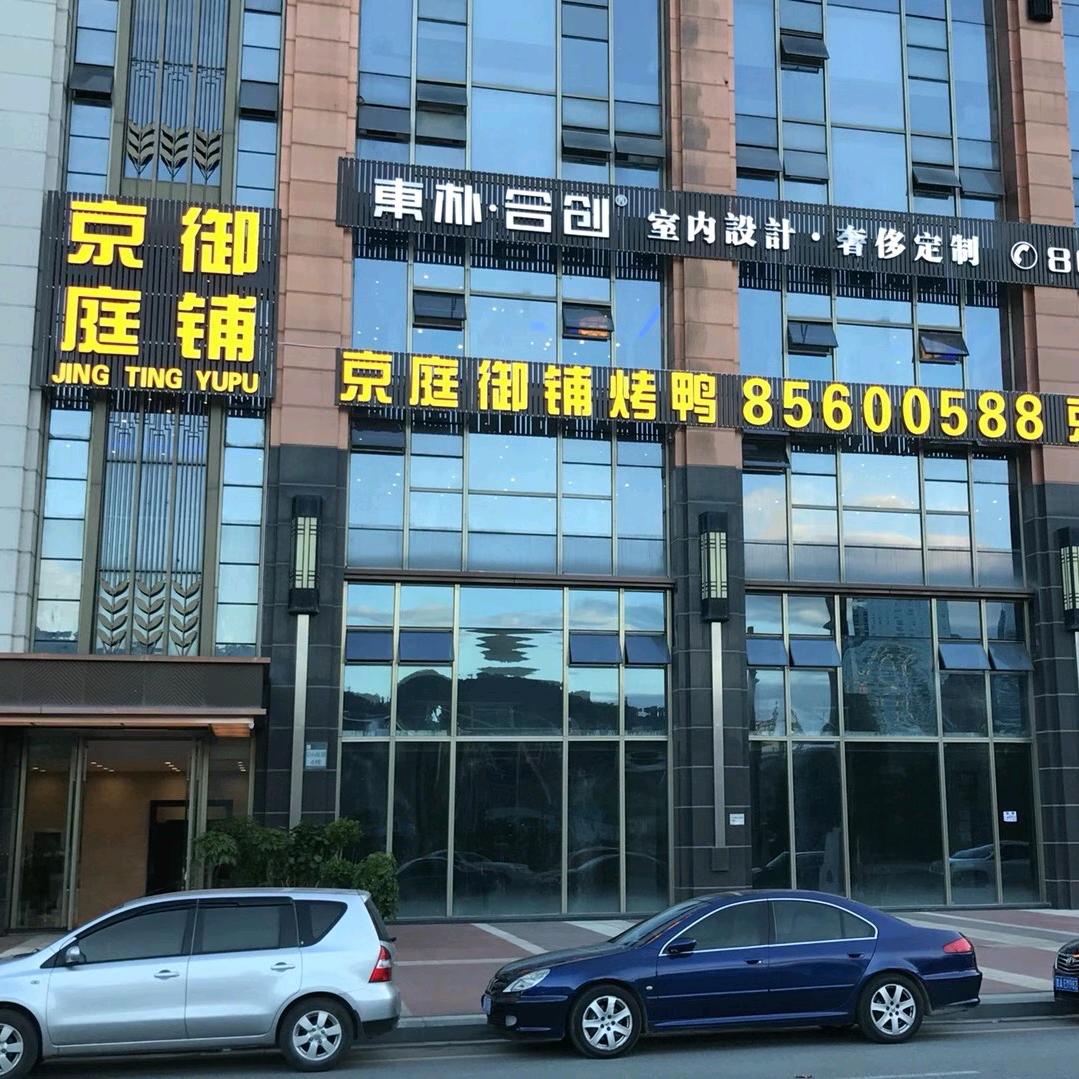 京御
庭铺
JING TING YUPU
東朴·合创® 室内設計·奢侈定制
京庭御铺烤鸭 85600588